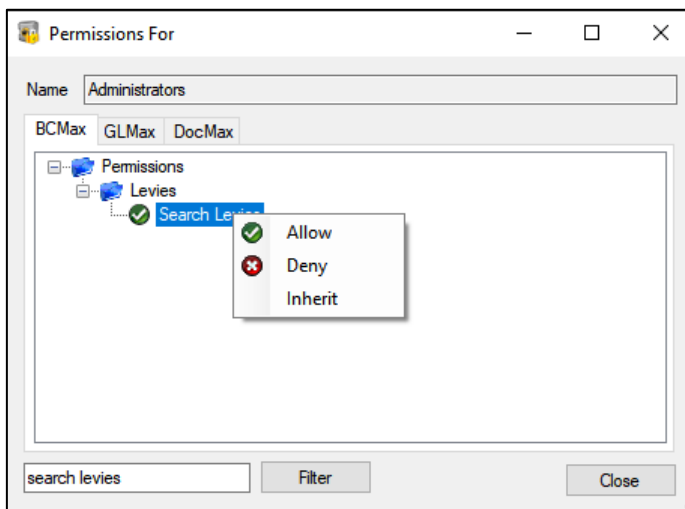 Permissions For
Name Administrators
BCMax GLMax DocMax
Permissions
Levies
Search Levies
Allow
Deny
Inherit
search levies Filter Close